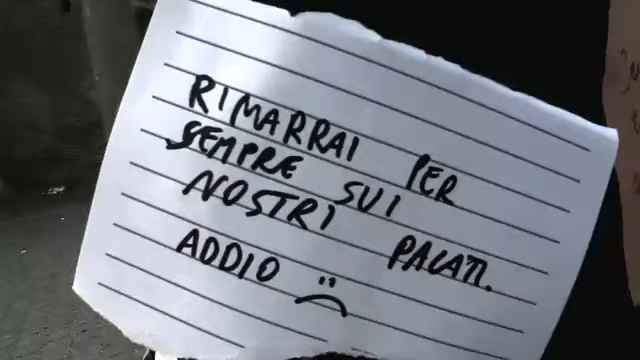 RIMARRAI PER
SEMPRE SUI
NOSTRI PALATI.
ADDIO :(